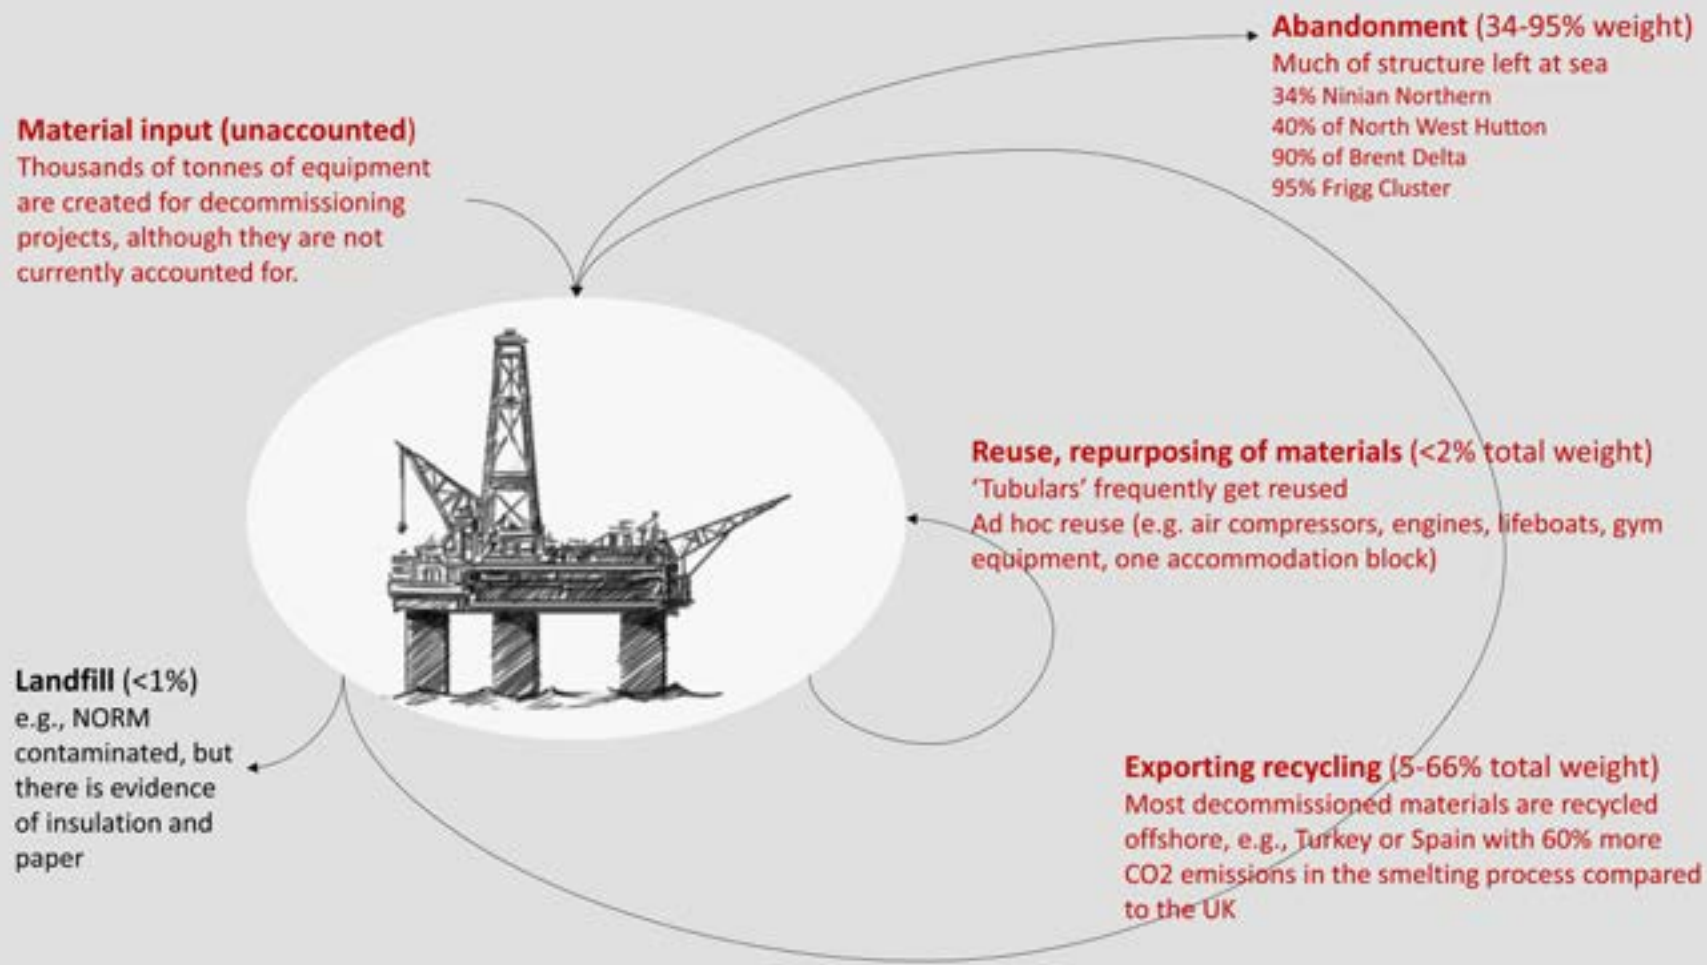 Abandonment (34-95% weight)
Much of structure left at sea
34% Ninian Northern
40% of North West Hutton
90% of Brent Delta
95% Frigg Cluster
Material input (unaccounted)
Thousands of tonnes of equipment
are created for decommissioning
projects, although they are not
currently accounted for.
Reuse, repurposing of materials (<2% total weight)
‘Tubulars’ frequently get reused
Ad hoc reuse (e.g. air compressors, engines, lifeboats, gym
equipment, one accommodation block)
Landfill (<1%)
e.g., NORM
contaminated, but
there is evidence
of insulation and
paper
Exporting recycling (5-66% total weight)
Most decommissioned materials are recycled
offshore, e.g., Turkey or Spain with 60% more
CO2 emissions in the smelting process compared
to the UK